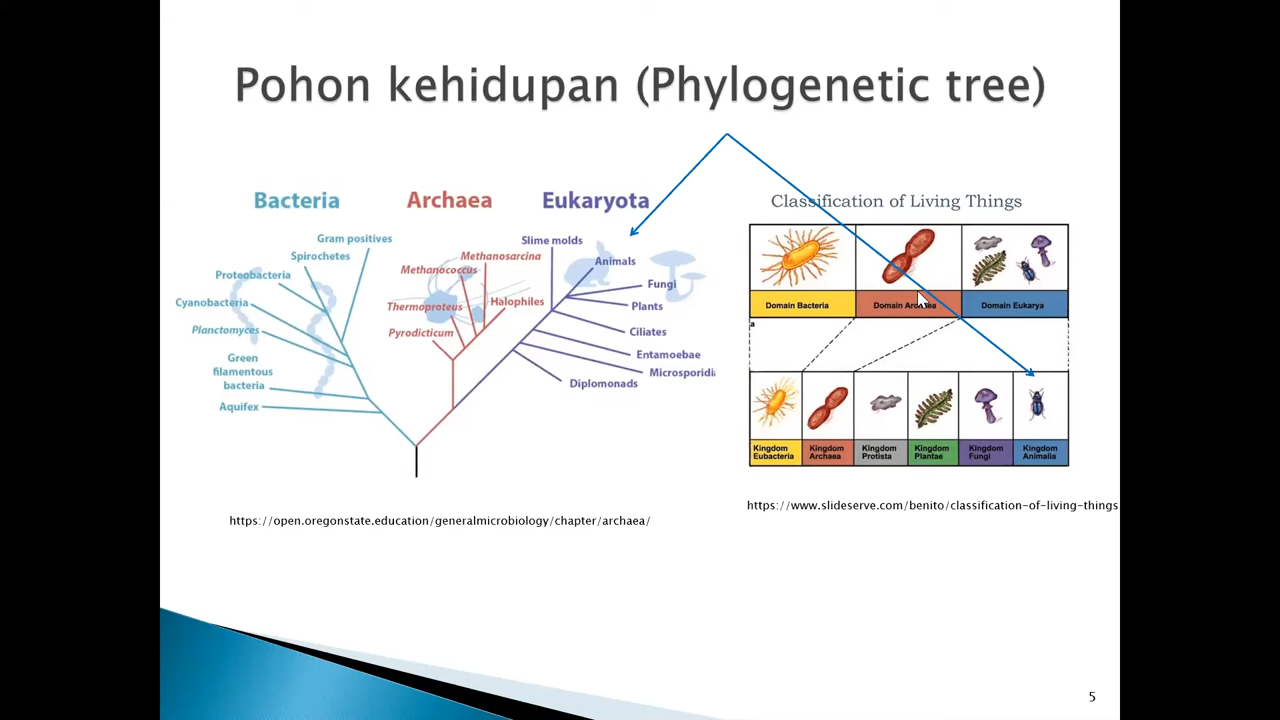 Pohon kehidupan (Phylogenetic tree)
Bacteria
Archaea
Eukaryota
Gram positives
Spirochetes
Proteobacteria
Cyanobacteria
Planctomyces
Green
filamentous
bacteria
Aquifex
Methanosarcina
Methanococcus
Thermoproteus
Halophiles
Pyrodicticum
Slime molds
Animals
Fungi
Plants
Ciliates
Entamoebae
Microsporidia
Diplomonads
https://open.oregonstate.education/generalmicrobiology/chapter/archaea/
Classification of Living Things
Domain Bacteria
Domain Archaea
Domain Eukarya
a
Kingdom
Eubacteria
Kingdom
Archaea
Kingdom
Protista
Kingdom
Plantae
Kingdom
Fungi
Kingdom
Animalia
https://www.slideserve.com/benito/classification-of-living-things
5